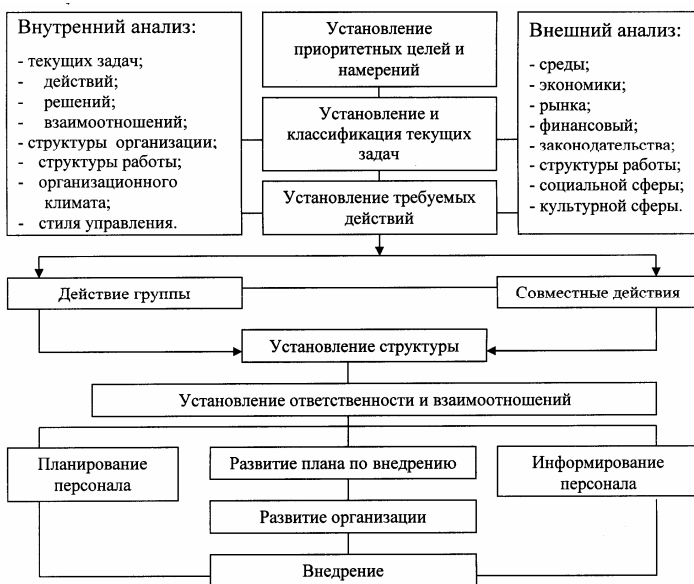 Внутренний анализ:
- текущих задач;
- действий;
- решений;
- взаимоотношений;
- структуры организации;
- структуры работы;
- организационного
климата;
- стиля управления.
Установление
приоритетных целей и
намерений
Установление и
классификация текущих
задач
Установление требуемых
действий
Внешний анализ:
- среды;
- экономики;
- рынка;
- финансовый;
- законодательства;
- структуры работы;
- социальной сферы;
- культурной сферы.
Действие группы
Совместные действия
Установление структуры
Установление ответственности и взаимоотношений
Планирование
персонала
Развитие плана по внедрению
Информирование
персонала
Развитие организации
Внедрение